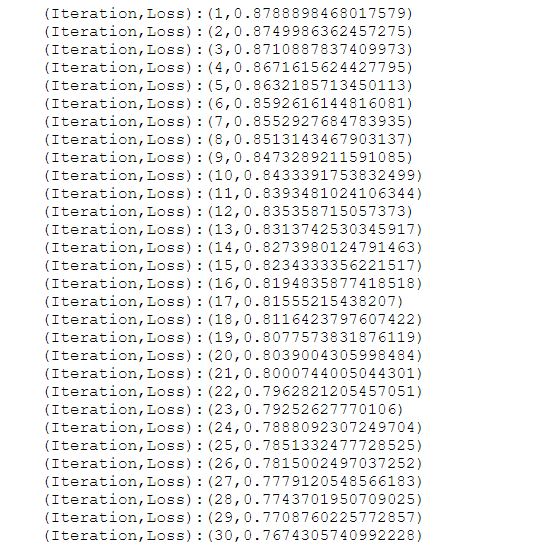 (Iteration,Loss):(1,0.8788898468017579)
(Iteration,Loss):(2,0.8749986362457275)
(Iteration,Loss):(3,0.8710887837409973)
(Iteration,Loss):(4,0.8671615624427795)
(Iteration,Loss):(5,0.8632185713450113)
(Iteration,Loss):(6,0.8592616144816081)
(Iteration,Loss):(7,0.8552927684783935)
(Iteration,Loss):(8,0.8513143467903137)
(Iteration,Loss):(9,0.8473289211591085)
(Iteration,Loss):(10,0.8433391753832499)
(Iteration,Loss):(11,0.8393481024106344)
(Iteration,Loss):(12,0.835358715057373)
(Iteration,Loss):(13,0.8313742530345917)
(Iteration,Loss):(14,0.8273980124791463)
(Iteration,Loss):(15,0.8234333356221517)
(Iteration,Loss):(16,0.8194835877418518)
(Iteration,Loss):(17,0.81555215438207)
(Iteration,Loss):(18,0.8116423797607422)
(Iteration,Loss):(19,0.8077573831876119)
(Iteration,Loss):(20,0.8039004305998484)
(Iteration,Loss):(21,0.8000744005044301)
(Iteration,Loss):(22,0.7962821205457051)
(Iteration,Loss):(23,0.79252627770106)
(Iteration,Loss):(24,0.7888092307249704)
(Iteration,Loss):(25,0.7851332477728525)
(Iteration,Loss):(26,0.7815002497037252)
(Iteration,Loss):(27,0.7779120548566183)
(Iteration,Loss):(28,0.7743701950709025)
(Iteration,Loss):(29,0.7708760225772857)
(Iteration,Loss):(30,0.7674305740992228)